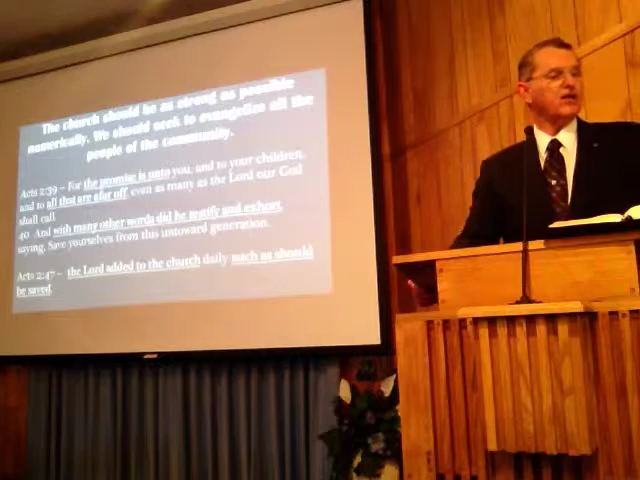 The church should be as strong as possible
numerically. We should seek to evangelize all the
people of the community.
Acts 2:39 – For the promise is unto you, and to your children,
and to all that are afar off, even as many as the Lord our God
shall call.
40 And with many other words did he testify and exhort,
saying, Save yourselves from this untoward generation.
Acts 2:47 – the Lord added to the church daily such as should
be saved.